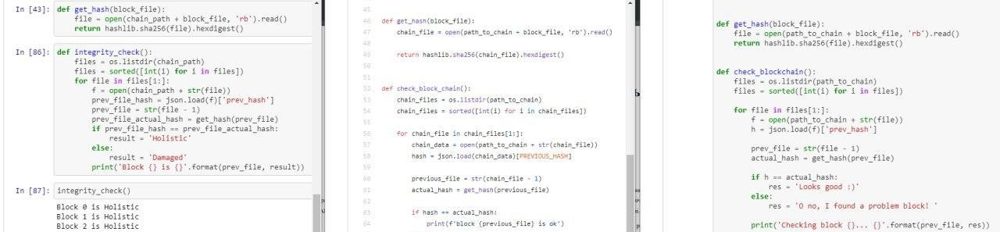 In [43]: def get_hash(block_file):
file = open(chain_path + block_file, 'rb').read()
return hashlib.sha256(file).hexdigest()
In [86]: def integrity_check():
files = os.listdir(chain_path)
files = sorted([int(i) for i in files])
for file in files[1:]:
f = open(chain_path + str(file))
prev_file_hash = json.load(f)['prev_hash']
prev_file = str(file - 1)
prev_file_actual_hash = get_hash(prev_file)
if prev_file_hash == prev_file_actual_hash:
result = 'Holistic'
else:
result = 'Damaged'
print('Block {} is {}'.format(prev_file, result))
In [87]: integrity_check()
Block 0 is Holistic
Block 1 is Holistic
Block 2 is Holistic
45
46 def get_hash(block_file):
47 chain_file = open(path_to_chain + block_file, 'rb').read()
48
49 return hashlib.sha256(chain_file).hexdigest()
50
51
52 def check_block_chain():
53 chain_files = os.listdir(path_to_chain)
54 chain_files = sorted([int(i) for i in chain_files])
55
56 for chain_file in chain_files[1:]:
57 chain_data = open(path_to_chain + str(chain_file))
58 hash = json.load(chain_data)[PREVIOUS_HASH]
59
60 previous_file = str(chain_file - 1)
61 actual_hash = get_hash(previous_file)
62
63 if hash == actual_hash:
64 print(f'block {previous_file} is ok')
def get_hash(block_file):
file = open(path_to_chain + block_file, 'rb').read()
return hashlib.sha256(file).hexdigest()
def check_blockchain():
files = os.listdir(path_to_chain)
files = sorted([int(i) for i in files])
for file in files[1:]:
f = open(path_to_chain + str(file))
h = json.load(f)['prev_hash']
prev_file = str(file - 1)
actual_hash = get_hash(prev_file)
if h == actual_hash:
res = 'Looks good :)'
else:
res = 'O no, I found a problem block! '
print('Checking block {}... {}'.format(prev_file, res))